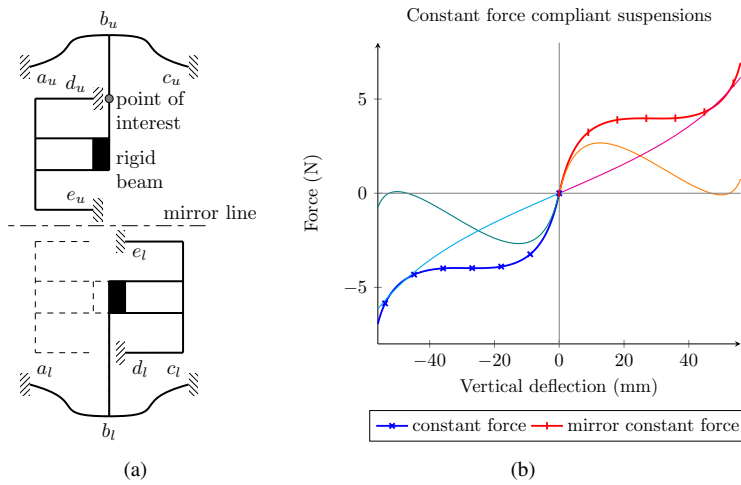 b_u
a_u
d_u
c_u
point of
interest
rigid
beam
e_u
mirror line
e_l
a_l
d_l
c_l
b_l
(a)
Constant force compliant suspensions
Force (N)
5
0
−5
−40
−20
0
20
40
Vertical deflection (mm)
constant force
mirror constant force
(b)